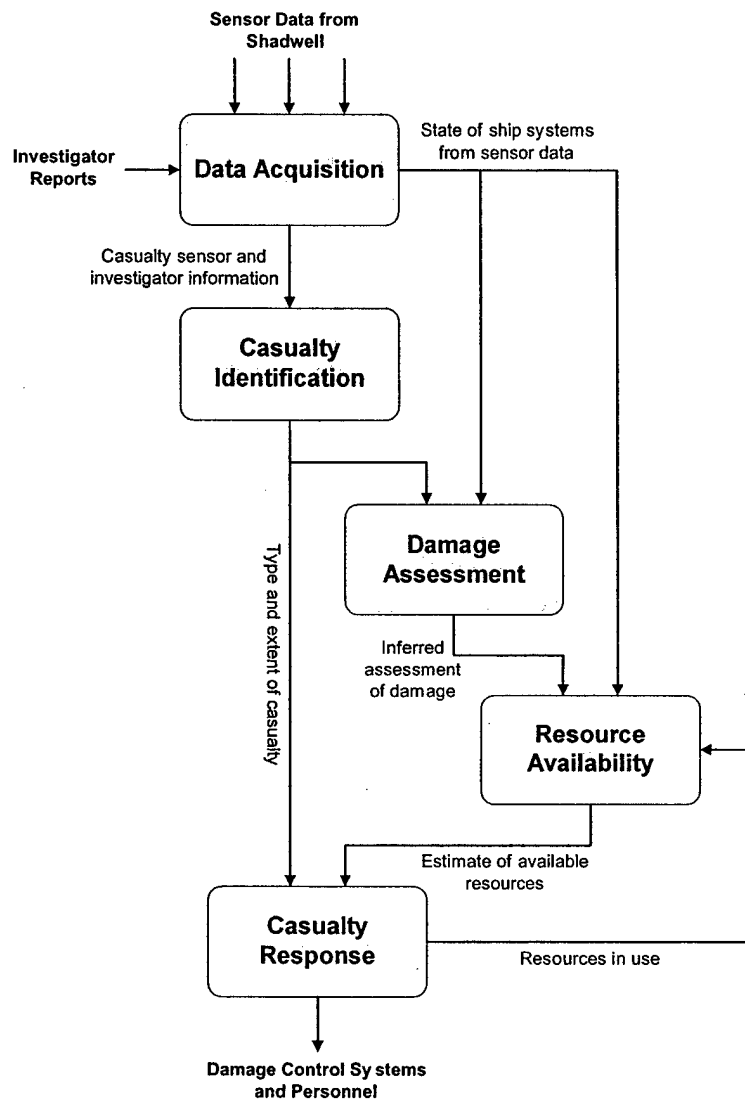 Sensor Data from
Shadwell
State of ship systems
from sensor data
Investigator
Reports
Data Acquisition
Casualty sensor and
investigator information
Casualty
Identification
Damage
Assessment
Type and extent of casualty
Inferred
assessment
of damage
Resource
Availability
Estimate of available
resources
Casualty
Response
Resources in use
Damage Control Systems
and Personnel